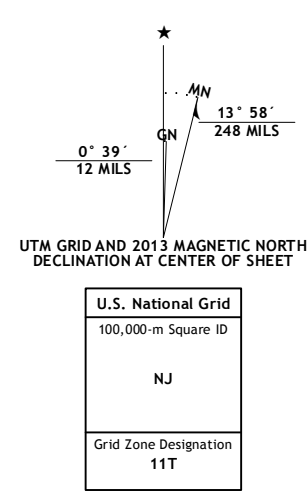 ★
MN
GN
13° 58´
248 MILS
0° 39´
12 MILS
UTM GRID AND 2013 MAGNETIC NORTH
DECLINATION AT CENTER OF SHEET
U.S. National Grid
100,000-m Square ID
NJ
Grid Zone Designation
11T